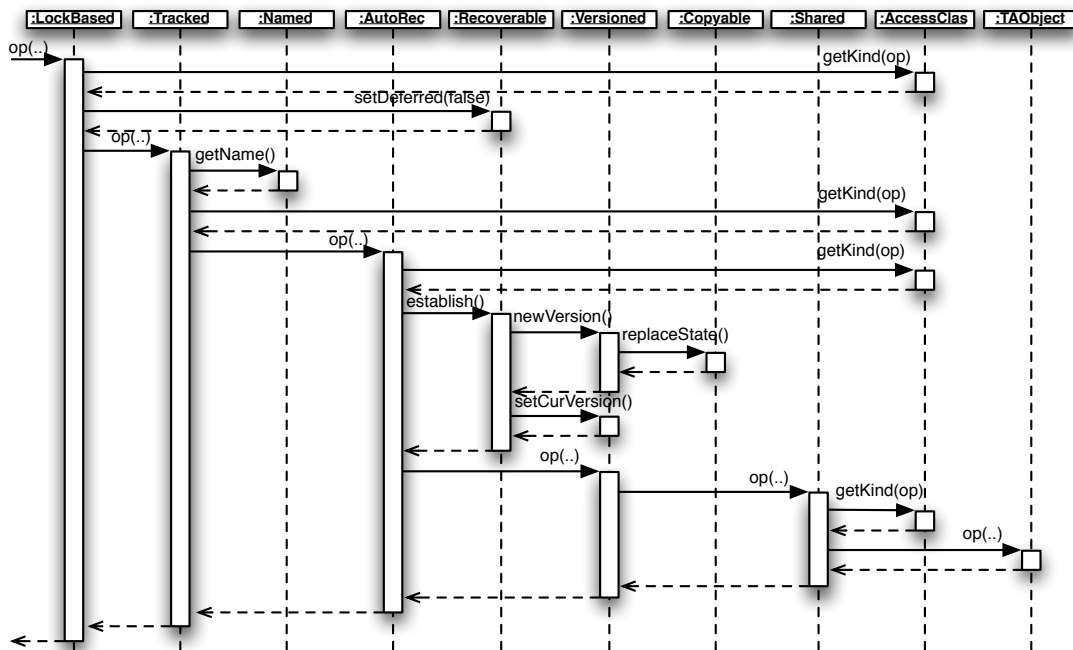 :LockBased :Tracked :Named :AutoRec :Recoverable :Versioned :Copyable :Shared :AccessClas :TAObject
op(..)
getKind(op)
setDeferred(false)
op(..)
getName()
getKind(op)
op(..)
getKind(op)
establish()
newVersion()
replaceState()
setCurVersion()
op(..)
op(..)
getKind(op)
op(..)